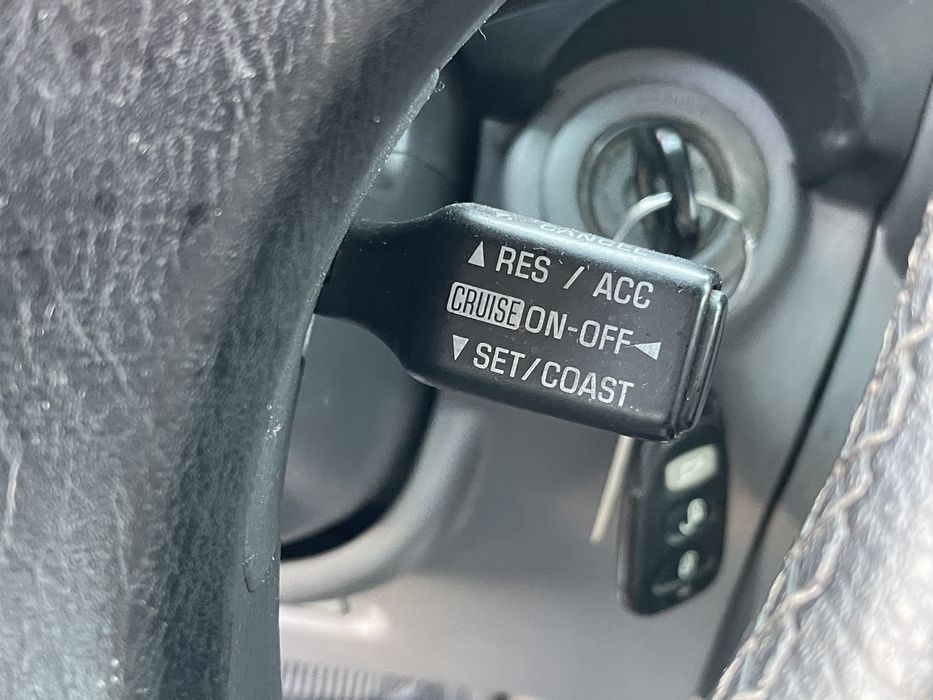 CANCEL
▲ RES / ACC
CRUISE ON-OFF ◄
▼ SET/COAST